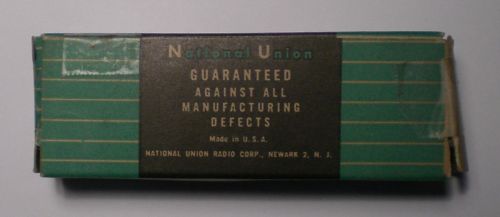 National Union
GUARANTEED
AGAINST ALL
MANUFACTURING
DEFECTS
Made in U. S. A.
NATIONAL UNION RADIO CORP., NEWARK 2, N. J.